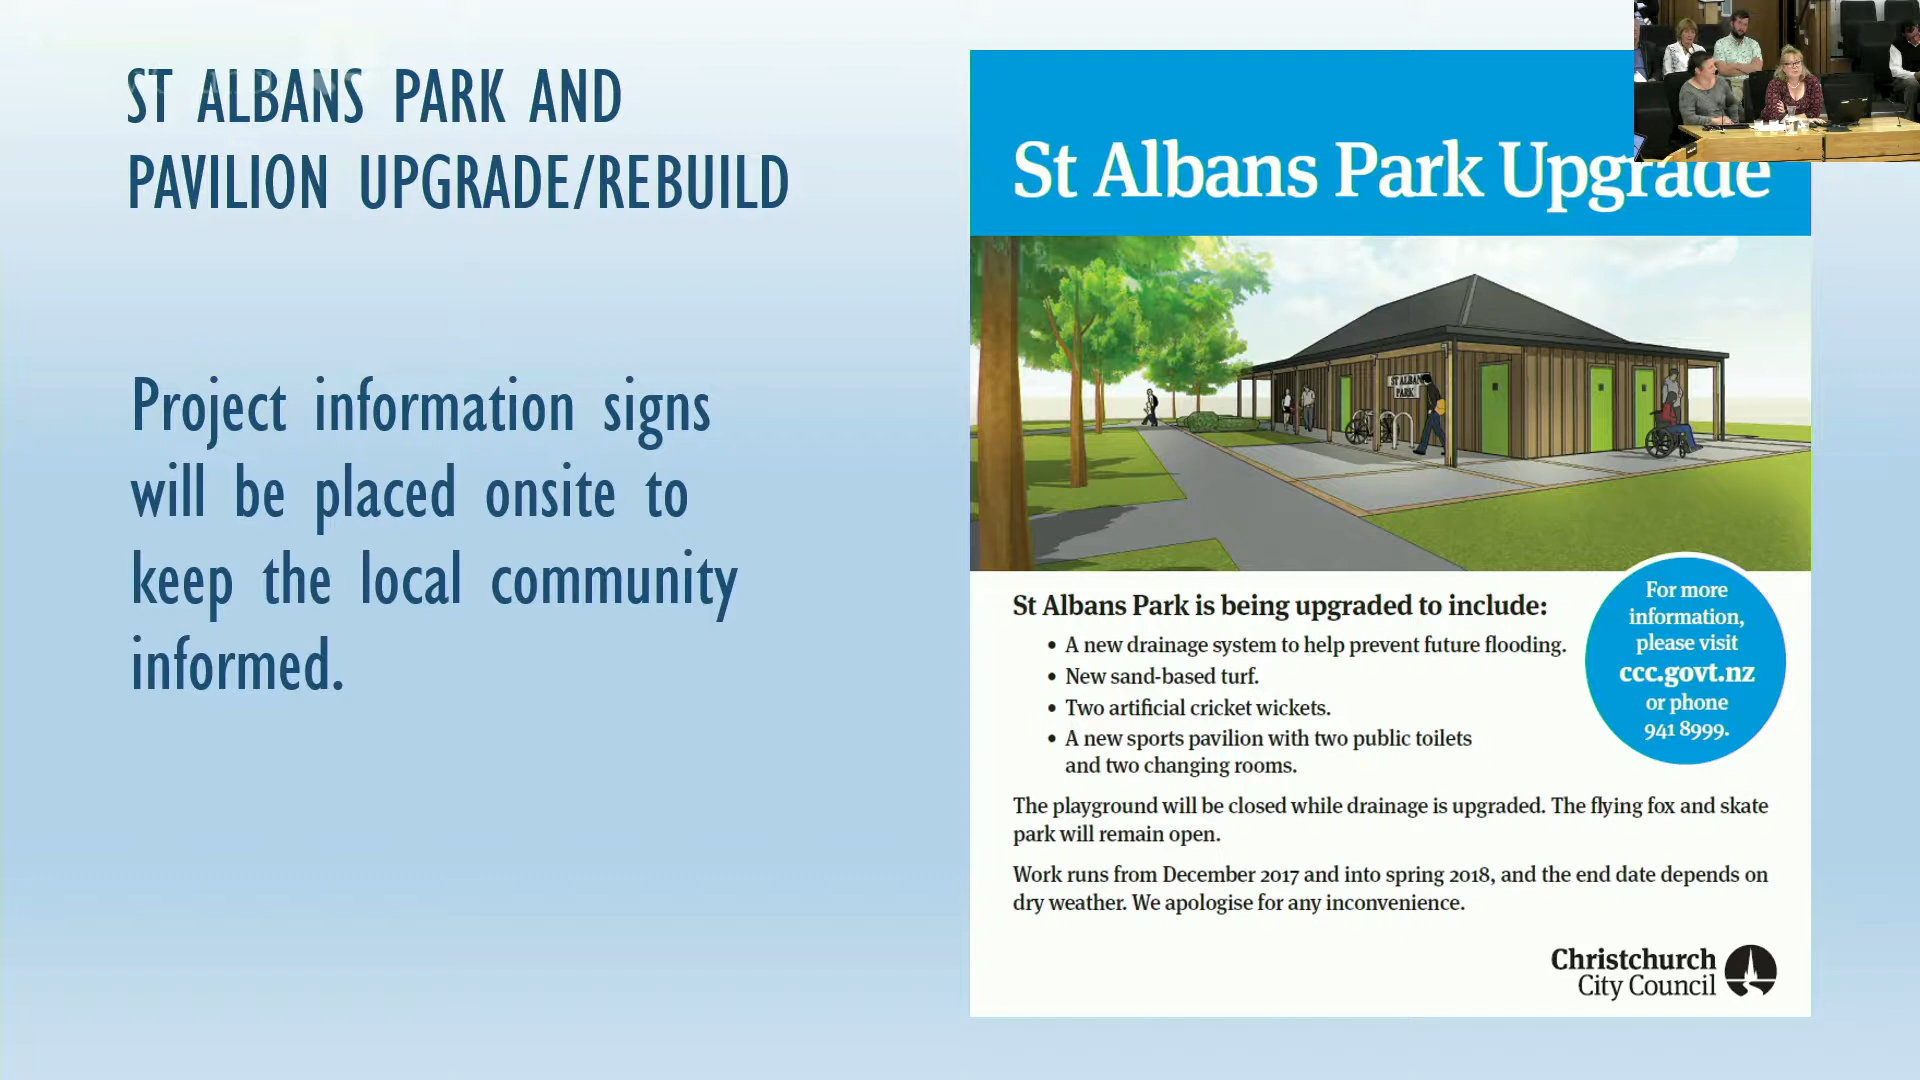 ST ALBANS PARK AND
PAVILION UPGRADE/REBUILD
Project information signs
will be placed onsite to
keep the local community
informed.
St Albans Park Upgrade
ST ALBANS
PARK
St Albans Park is being upgraded to include:
• A new drainage system to help prevent future flooding.
• New sand-based turf.
• Two artificial cricket wickets.
• A new sports pavilion with two public toilets
and two changing rooms.
For more
information,
please visit
ccc.govt.nz
or phone
941 8999.
The playground will be closed while drainage is upgraded. The flying fox and skate
park will remain open.
Work runs from December 2017 and into spring 2018, and the end date depends on
dry weather. We apologise for any inconvenience.
Christchurch
City Council